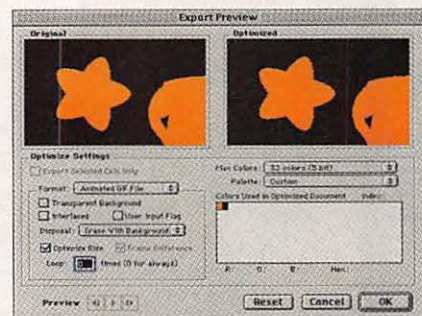 Export Preview
Original Optimized
Optimize Settings
Export Selected Cels Only
Format: Animated GIF File
Transparent Background
Interlaced User Input Flag
Disposal: Erase With Background
Optimize Size Frame Difference
Loop: times (0 for always)
Max Colors: 32 colors (5 bit)
Palette: Custom
Colors Used in Optimized Document Index:
R: G: B: Hex:
Preview
Reset Cancel OK